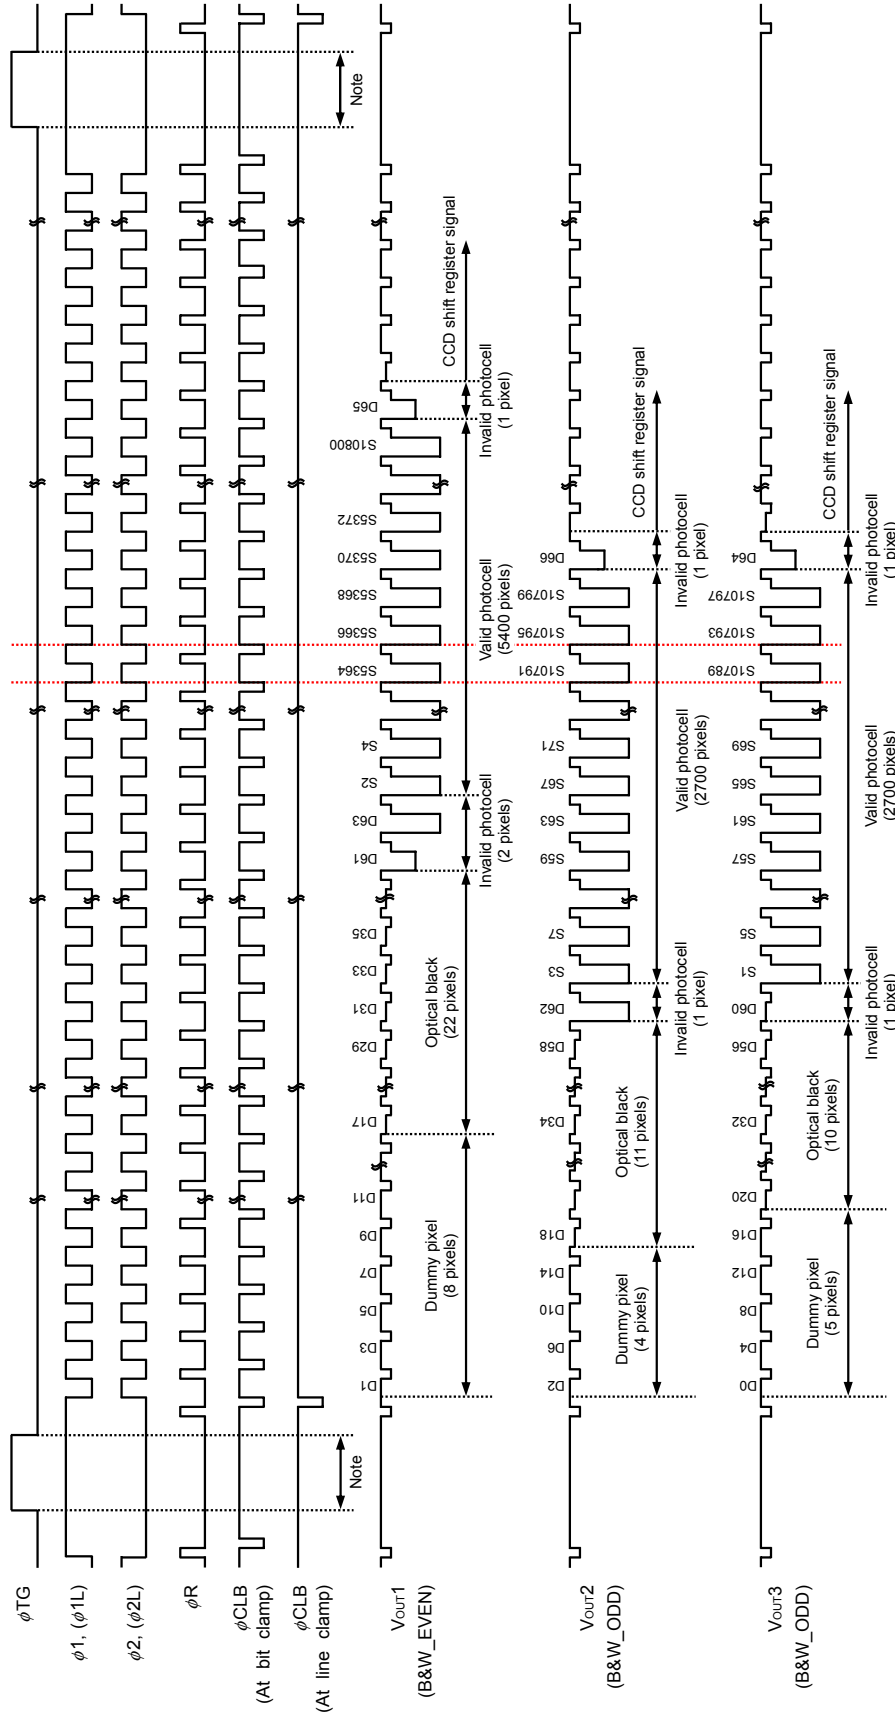 φTG
Note
Note
φ1, (φ1L)
φ2, (φ2L)
φR
φCLB
(At bit clamp)
φCLB
(At line clamp)
VOUT1
(B&W_EVEN)
D1
D3
D5
D7
D9
D11
D17
D29
D31
D33
D35
D61
D63
S2
S4
S5364
S5366
S5368
S5370
S5372
S10800
D65
Dummy pixel
(8 pixels)
Optical black
(22 pixels)
Invalid photocell
(2 pixels)
Valid photocell
(5400 pixels)
Invalid photocell
(1 pixel)
CCD shift register signal
VOUT2
(B&W_ODD)
D2
D6
D10
D14
D18
D34
D58
D62
S3
S7
S59
S63
S67
S71
S10791
S10795
S10799
D66
Dummy pixel
(4 pixels)
Optical black
(11 pixels)
Invalid photocell
(1 pixel)
Valid photocell
(2700 pixels)
Invalid photocell
(1 pixel)
CCD shift register signal
VOUT3
(B&W_ODD)
D0
D4
D8
D12
D16
D20
D32
D56
D60
S1
S5
S57
S61
S65
S69
S10789
S10793
S10797
D64
Dummy pixel
(5 pixels)
Optical black
(10 pixels)
Invalid photocell
(1 pixel)
Valid photocell
(2700 pixels)
Invalid photocell
(1 pixel)
CCD shift register signal